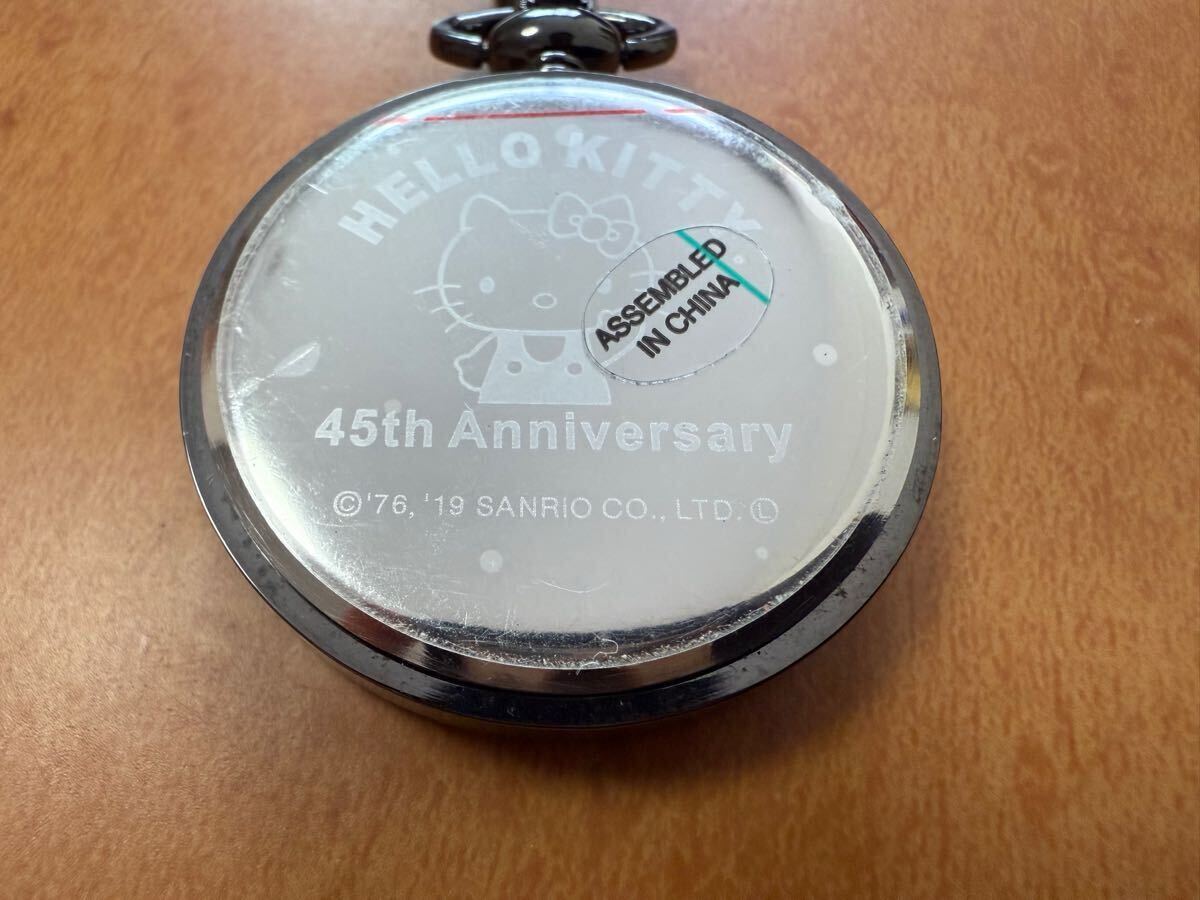 HELLO KITTY
ASSEMBLED
IN CHINA
45th Anniversary
©'76, '19 SANRIO CO., LTD. Ⓛ